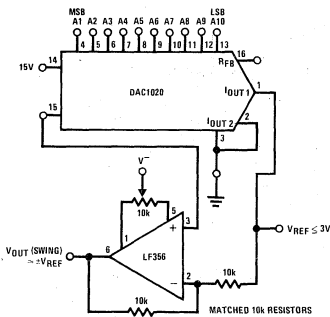 MSB LSB
A1 A2 A3 A4 A5 A6 A7 A8 A9 A10
4 5 6 7 8 9 10 11 12 13
16
RFB
15V
14
DAC1020
1
IOUT 1
15
IOUT 2
2
3
V−
10k
5
3
1
+
VOUT (SWING)
≃ ±VREF
6
LF356
VREF ≤ 3V
10k
−
2
10k
MATCHED 10k RESISTORS